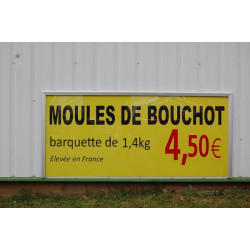 MOULES DE BOUCHOT
barquette de 1,4kg 4,50€
Elevée en France